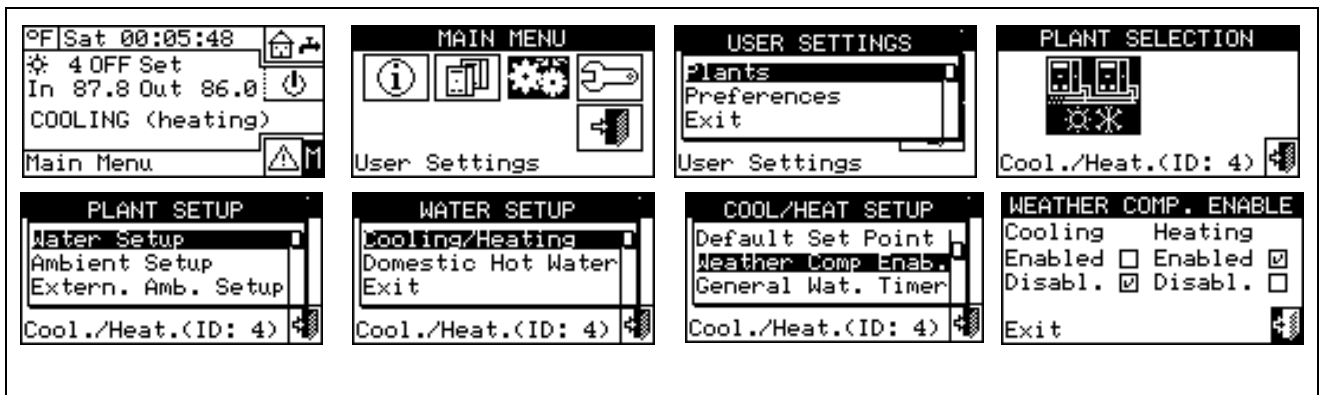 °F Sat 00:05:48
4 OFF Set
In 87.8 Out 86.0
COOLING (heating)
Main Menu M
MAIN MENU
User Settings
USER SETTINGS
Plants
Preferences
Exit
User Settings
PLANT SELECTION
Cool./Heat.(ID: 4)
PLANT SETUP
Water Setup
Ambient Setup
Extern. Amb. Setup
Cool./Heat.(ID: 4)
WATER SETUP
Cooling/Heating
Domestic Hot Water
Exit
Cool./Heat.(ID: 4)
COOL/HEAT SETUP
Default Set Point
Weather Comp Enab.
General Wat. Timer
Cool./Heat.(ID: 4)
WEATHER COMP. ENABLE
Cooling Heating
Enabled Enabled
Disabl. Disabl.
Exit